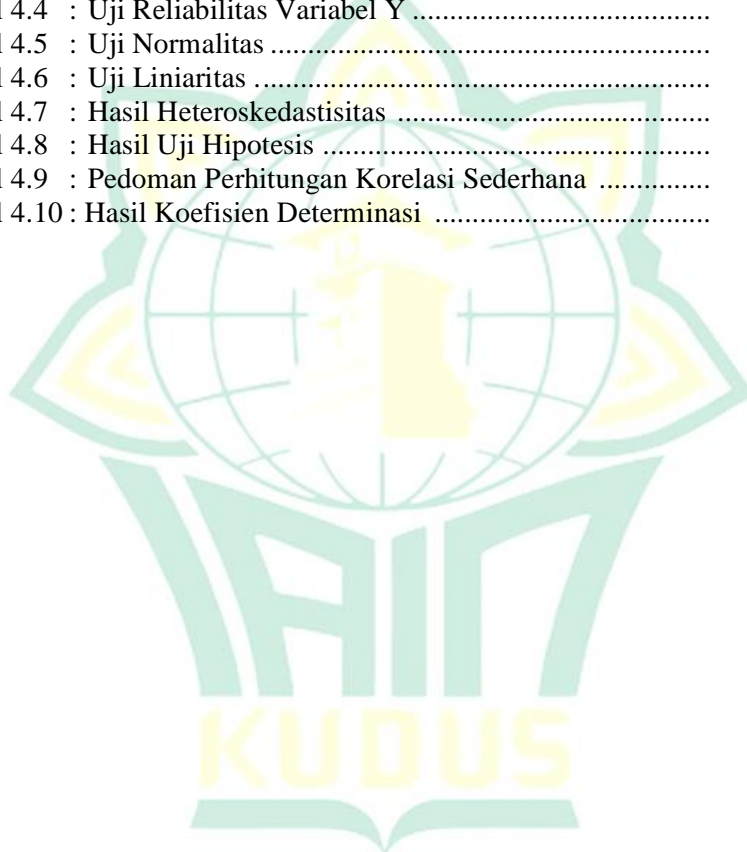 l 4.4 : Uji Reliabilitas Variabel Y .....................................
l 4.5 : Uji Normalitas ...........................................................
l 4.6 : Uji Liniaritas .............................................................
l 4.7 : Hasil Heteroskedastisitas ..........................................
l 4.8 : Hasil Uji Hipotesis ....................................................
l 4.9 : Pedoman Perhitungan Korelasi Sederhana ...............
l 4.10 : Hasil Koefisien Determinasi .....................................
IAIN
KUDUS